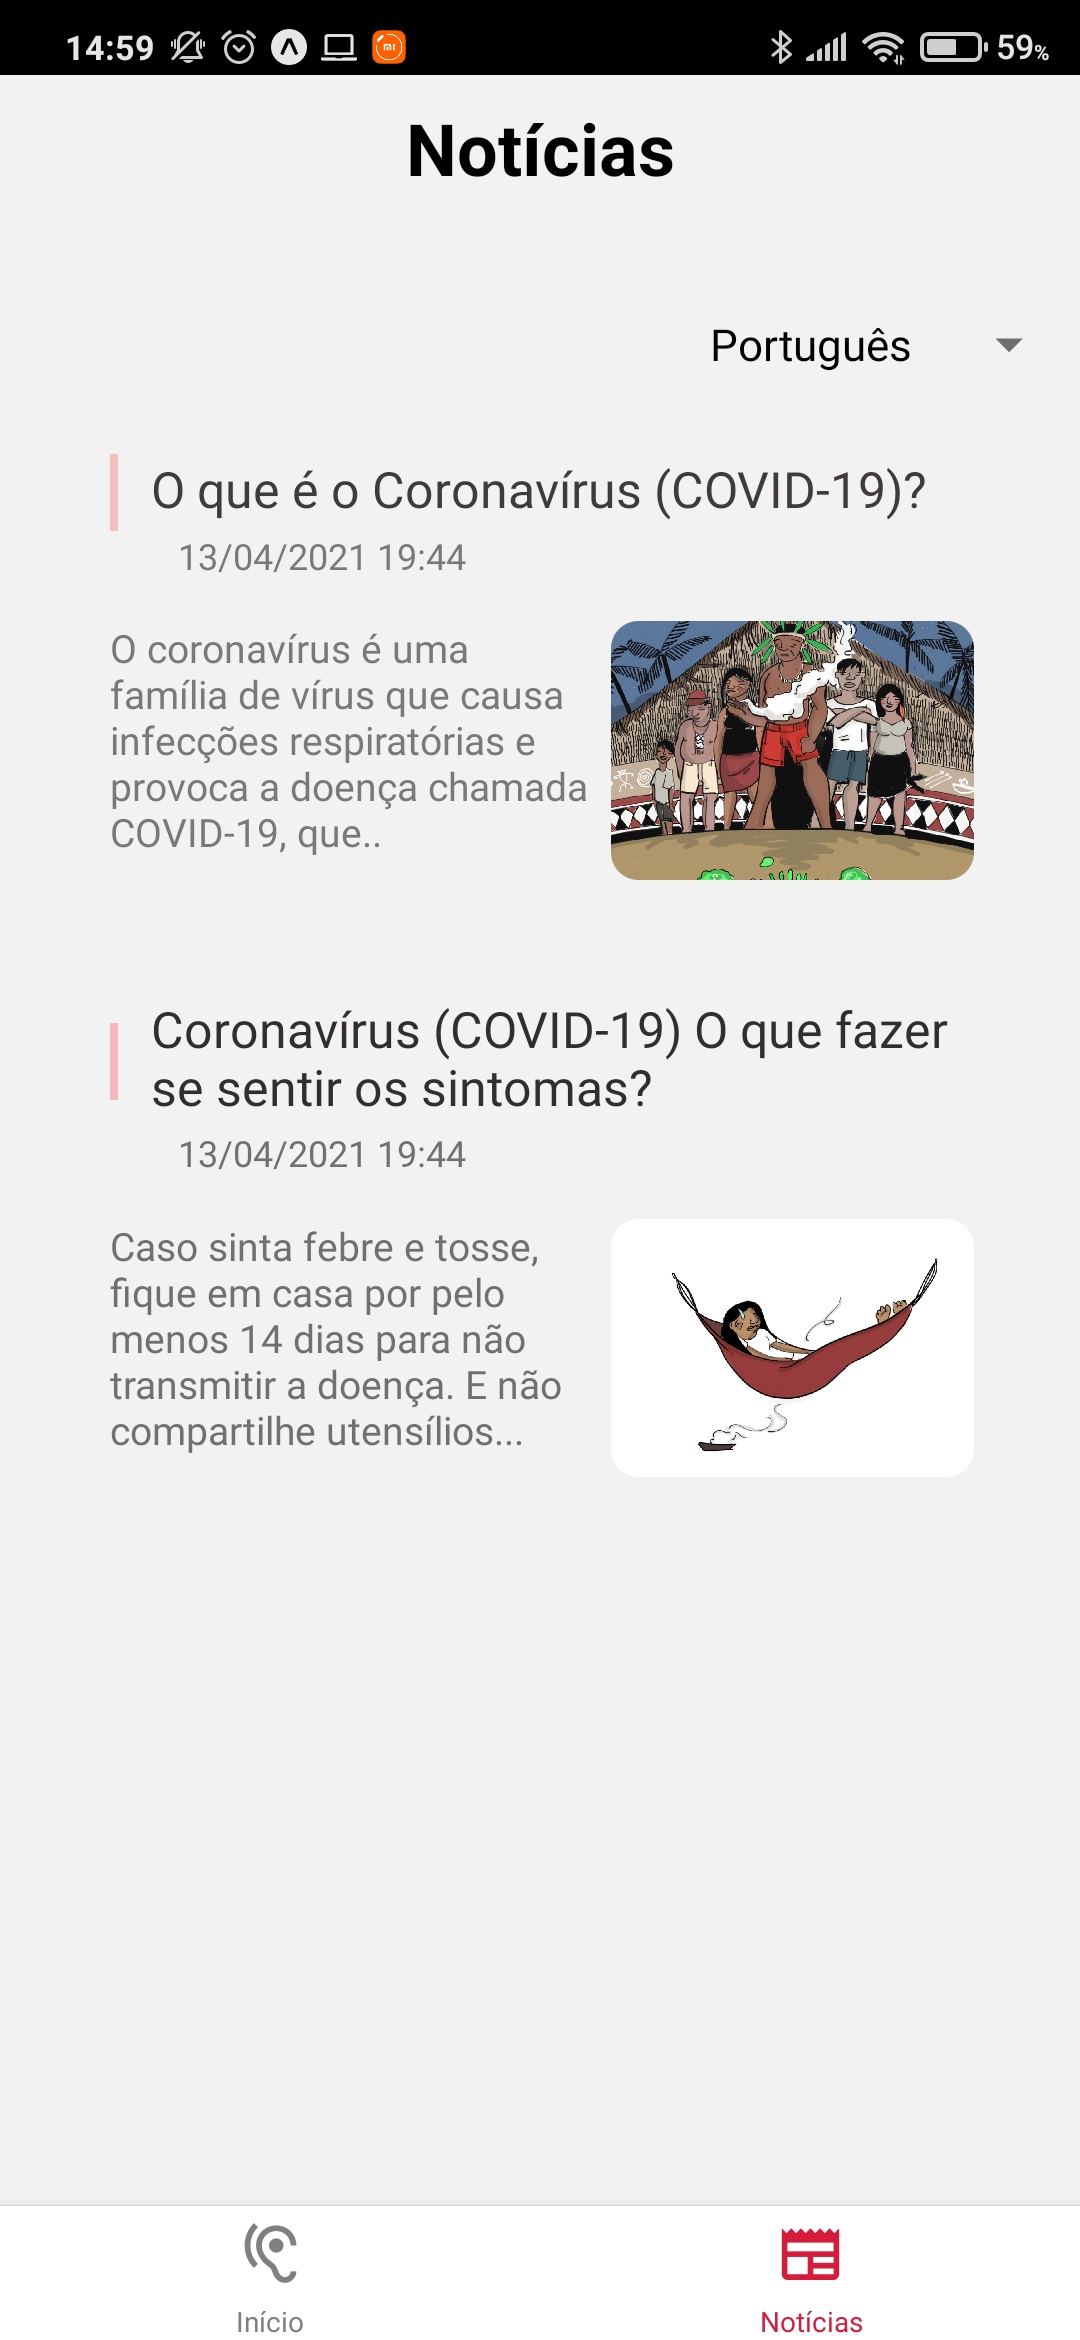 14:59
59%
Notícias
Português
O que é o Coronavírus (COVID-19)?
13/04/2021 19:44
O coronavírus é uma
família de vírus que causa
infecções respiratórias e
provoca a doença chamada
COVID-19, que..
Coronavírus (COVID-19) O que fazer
se sentir os sintomas?
13/04/2021 19:44
Caso sinta febre e tosse,
fique em casa por pelo
menos 14 dias para não
transmitir a doença. E não
compartilhe utensílios...
Início
Notícias